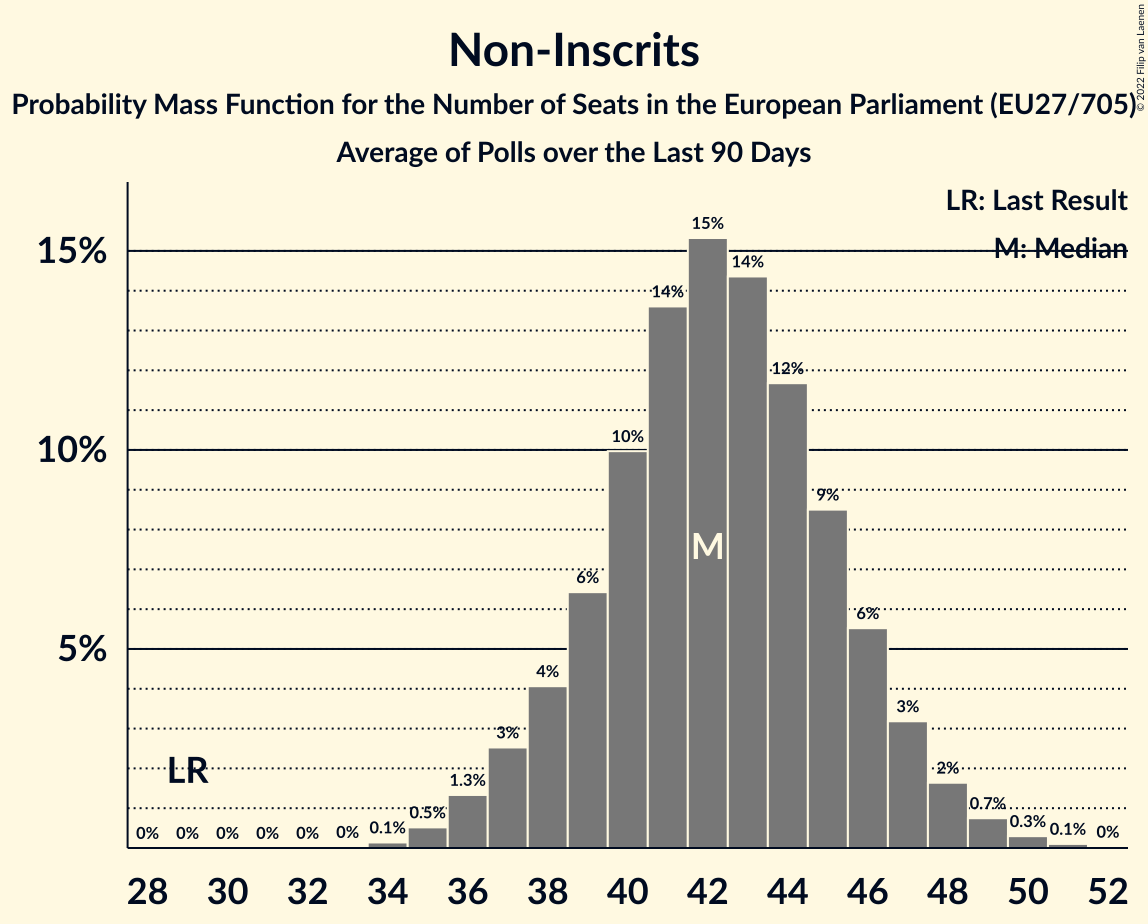 Non-Inscrits
Probability Mass Function for the Number of Seats in the European Parliament (EU27/705)
Average of Polls over the Last 90 Days
© 2022 Filip van Laenen
LR: Last Result
M: Median
15%
10%
5%
0% 0% 0% 0% 0% 0% 0.1% 0.5% 1.3% 3% 4% 6% 10% 14% 15% 14% 12% 9% 6% 3% 2% 0.7% 0.3% 0.1% 0%
LR
M
28 30 32 34 36 38 40 42 44 46 48 50 52